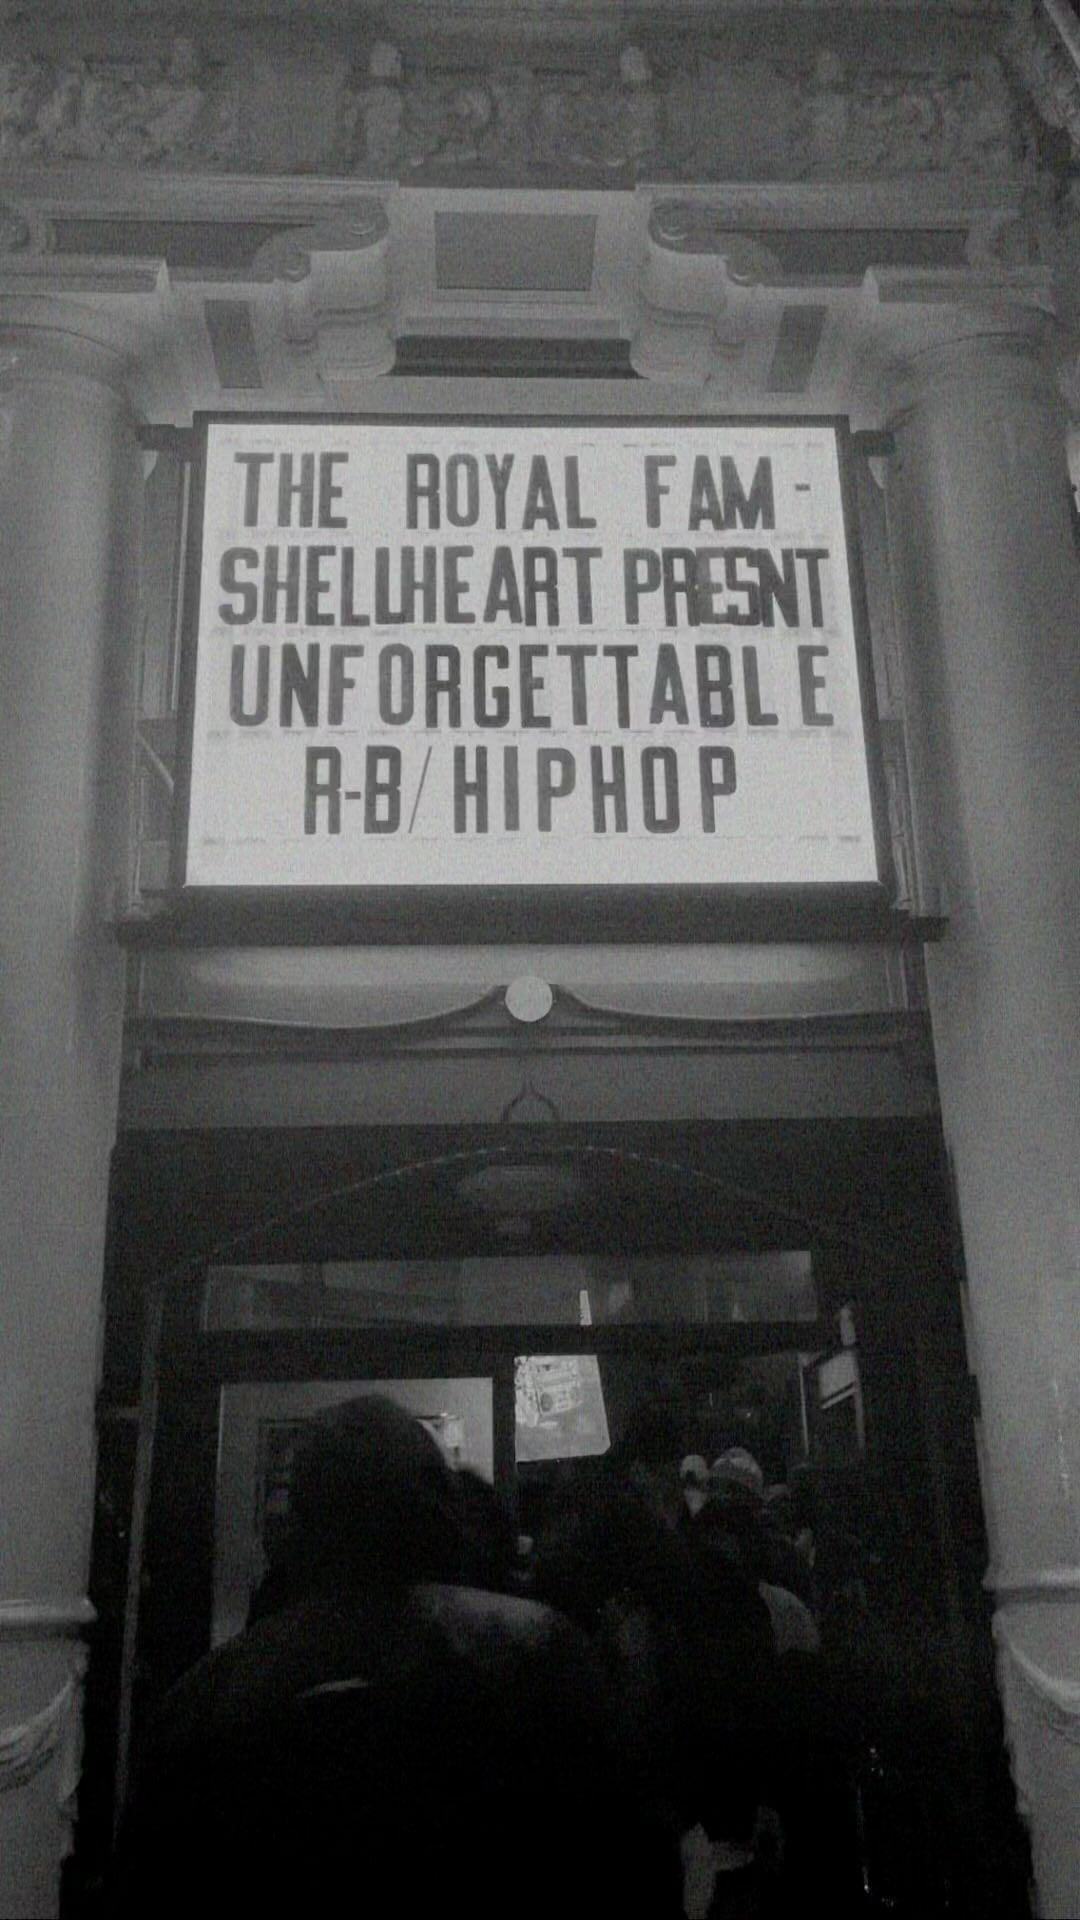 THE ROYAL FAM -
SHELLHEART PRESNT
UNFORGETTABLE
R-B/HIPHOP